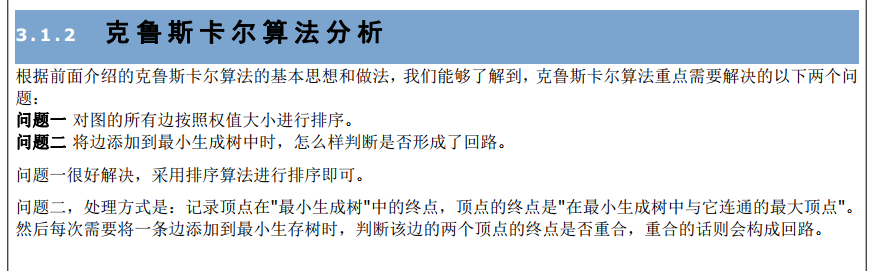 3.1.2 克鲁斯卡尔算法分析
根据前面介绍的克鲁斯卡尔算法的基本思想和做法，我们能够了解到，克鲁斯卡尔算法重点需要解决的以下两个问
题：
问题一 对图的所有边按照权值大小进行排序。
问题二 将边添加到最小生成树中时，怎么样判断是否形成了回路。
问题一很好解决，采用排序算法进行排序即可。
问题二，处理方式是：记录顶点在"最小生成树"中的终点，顶点的终点是"在最小生成树中与它连通的最大顶点"。
然后每次需要将一条边添加到最小生存树时，判断该边的两个顶点的终点是否重合，重合的话则会构成回路。